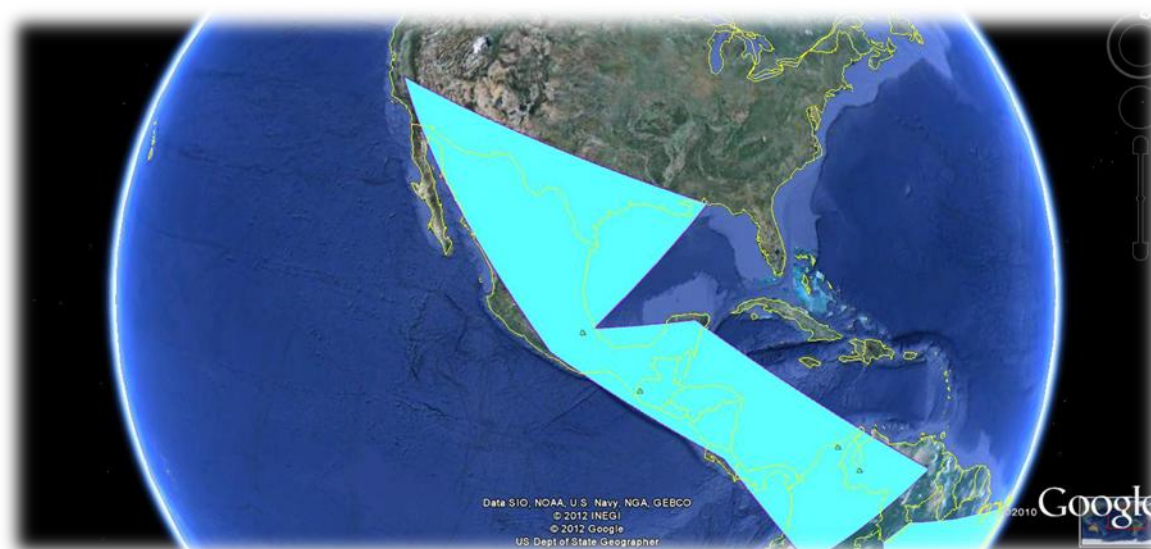 Data SIO, NOAA, U.S. Navy, NGA, GEBCO
© 2012 INEGI
© 2012 Google
US Dept of State Geographer
©2010 Google